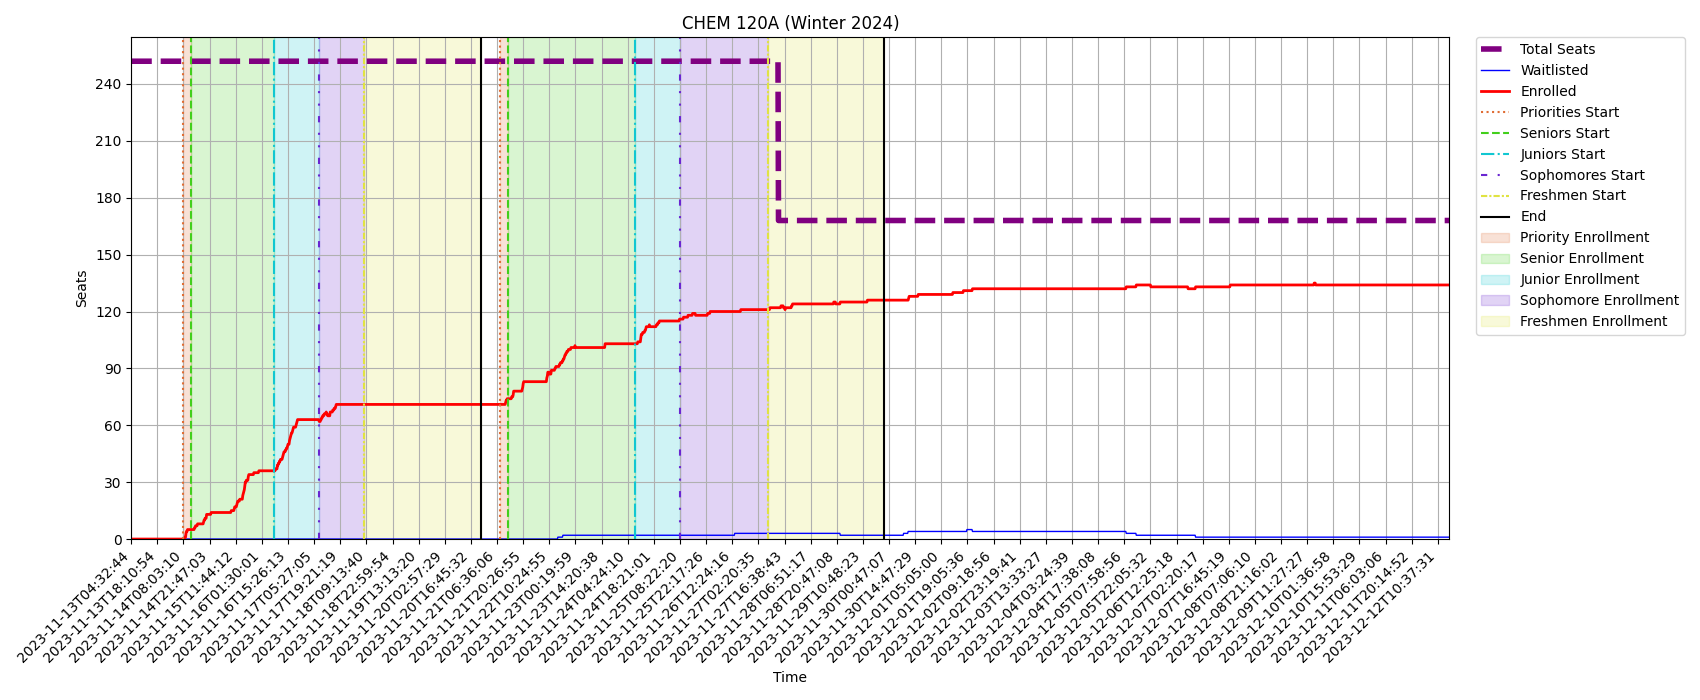 CHEM 120A (Winter 2024)
Total Seats
Waitlisted
Enrolled
Priorities Start
Seniors Start
Juniors Start
Sophomores Start
Freshmen Start
End
Priority Enrollment
Senior Enrollment
Junior Enrollment
Sophomore Enrollment
Freshmen Enrollment
Seats
240
210
180
150
120
90
60
30
0
2023-11-13T04:32:44
2023-11-13T18:10:54
2023-11-14T08:03:10
2023-11-14T21:47:03
2023-11-15T11:44:12
2023-11-16T01:30:01
2023-11-16T15:26:13
2023-11-17T05:27:05
2023-11-17T19:21:19
2023-11-18T09:13:40
2023-11-18T22:59:54
2023-11-19T13:13:20
2023-11-20T02:57:29
2023-11-20T16:45:32
2023-11-21T06:36:06
2023-11-21T20:26:55
2023-11-22T10:24:55
2023-11-23T00:19:59
2023-11-23T14:20:38
2023-11-24T04:24:10
2023-11-24T18:21:01
2023-11-25T08:22:20
2023-11-25T22:17:26
2023-11-26T12:24:16
2023-11-27T02:20:35
2023-11-27T16:38:43
2023-11-28T06:51:17
2023-11-28T20:47:08
2023-11-29T10:48:23
2023-11-30T00:47:07
2023-11-30T14:47:29
2023-12-01T05:05:00
2023-12-01T19:05:36
2023-12-02T09:18:56
2023-12-02T23:19:41
2023-12-03T13:33:27
2023-12-04T03:24:39
2023-12-04T17:38:08
2023-12-05T07:58:56
2023-12-05T22:05:32
2023-12-06T12:25:18
2023-12-07T02:20:17
2023-12-07T16:45:19
2023-12-08T07:06:10
2023-12-08T21:16:02
2023-12-09T11:27:27
2023-12-10T01:36:58
2023-12-10T15:53:29
2023-12-11T06:03:06
2023-12-11T20:14:52
2023-12-12T10:37:31
Time